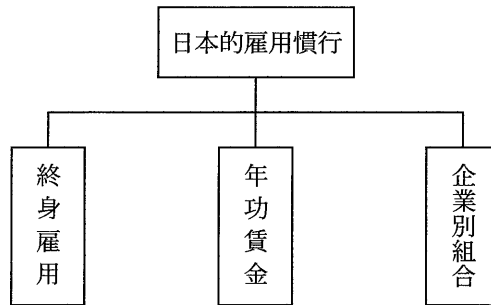 日本的雇用慣行
終身雇用
年功賃金
企業別組合